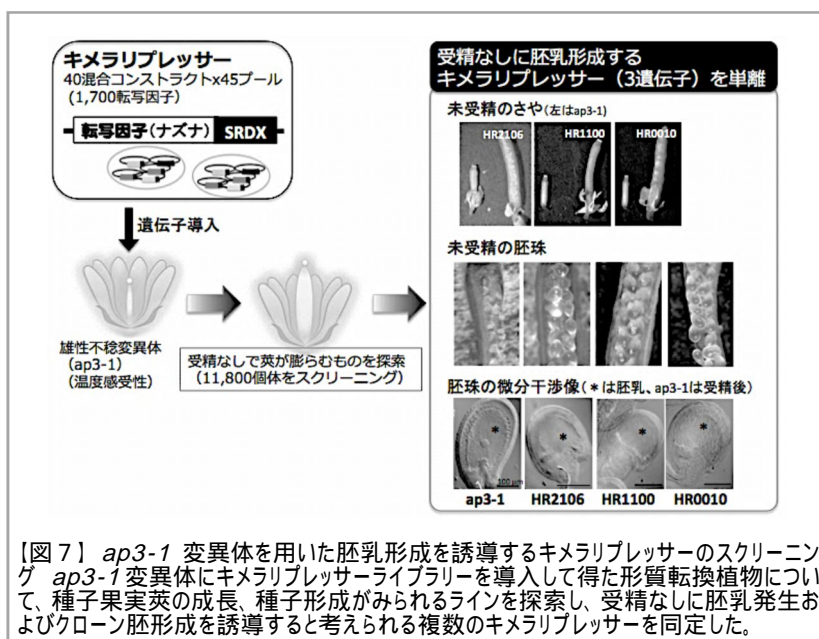 キメラリプレッサー
40混合コンストラクトx45プール
(1,700転写因子)
転写因子(ナズナ) SRDX
遺伝子導入
雄性不稔変異体
(ap3-1)
(温度感受性)
受精なしで莢が膨らむものを探索
(11,800個体をスクリーニング)
受精なしに胚乳形成する
キメラリプレッサー(3遺伝子)を単離
未受精のさや(左はap3-1)
HR2106 HR1100 HR0010
未受精の胚珠
胚珠の微分干渉像(*は胚乳、ap3-1は受精後)
* * * *
100 μm
ap3-1 HR2106 HR1100 HR0010
【図7】 ap3-1 変異体を用いた胚乳形成を誘導するキメラリプレッサーのスクリーニン
グ ap3-1変異体にキメラリプレッサーライブラリーを導入して得た形質転換植物につい
て、種子果実莢の成長、種子形成がみられるラインを探索し、受精なしに胚乳発生お
よびクローン胚形成を誘導すると考えられる複数のキメラリプレッサーを同定した。